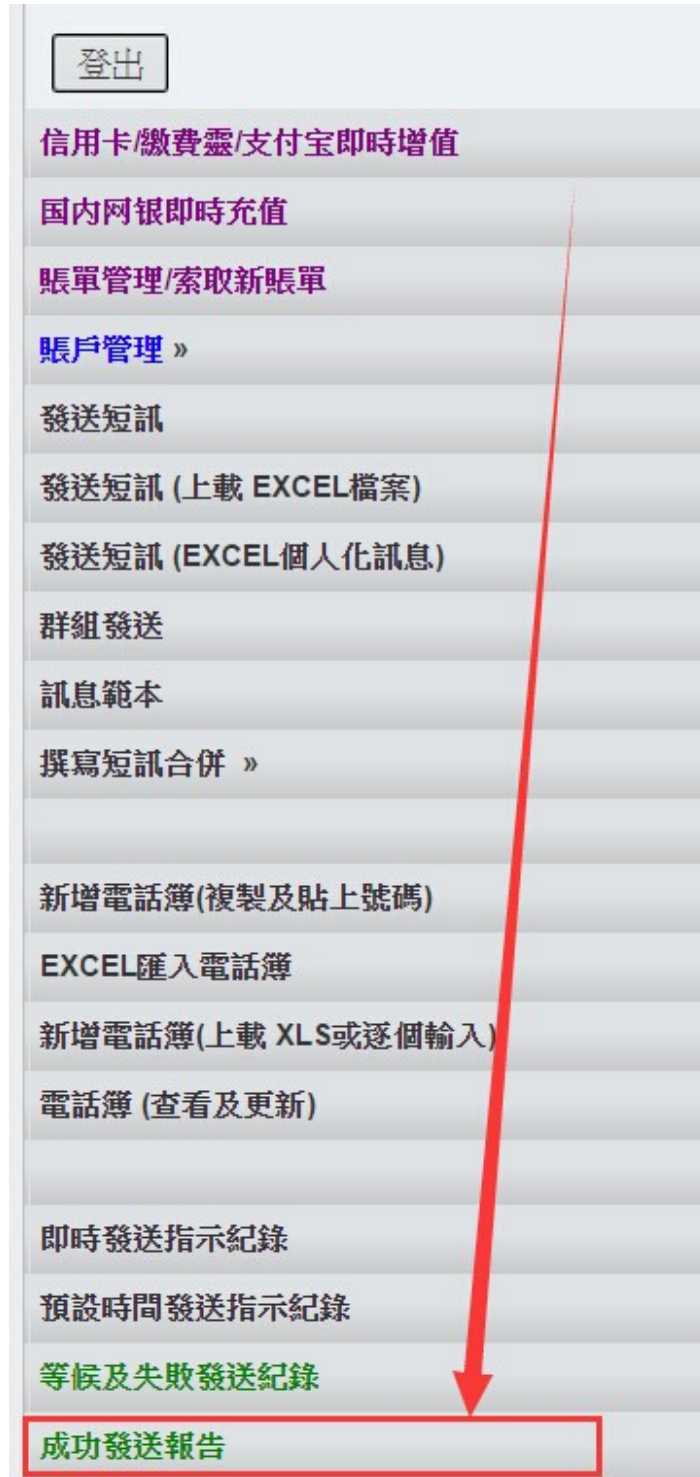 登出
信用卡/繳費靈/支付宝即時增值
国内网银即時充值
賬單管理/索取新賬單
賬戶管理 »
發送短訊
發送短訊 (上載 EXCEL檔案)
發送短訊 (EXCEL個人化訊息)
群組發送
訊息範本
撰寫短訊合併 »
新增電話簿(複製及貼上號碼)
EXCEL匯入電話簿
新增電話簿(上載 XLS或逐個輸入)
電話簿 (查看及更新)
即時發送指示紀錄
預設時間發送指示紀錄
等候及失敗發送紀錄
成功發送報告